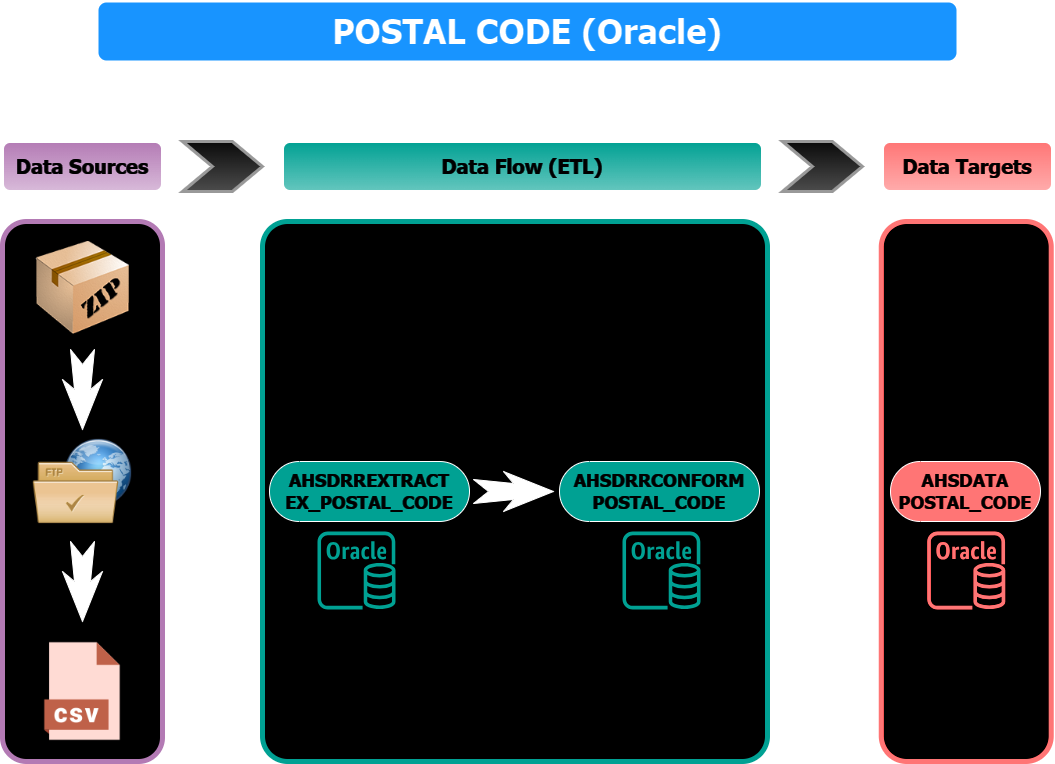 POSTAL CODE (Oracle)
Data Sources
Data Flow (ETL)
Data Targets
ZIP
FTP
CSV
AHSDRREXTRACT
EX_POSTAL_CODE
Oracle
AHSDRRCONFORM
POSTAL_CODE
Oracle
AHSDATA
POSTAL_CODE
Oracle